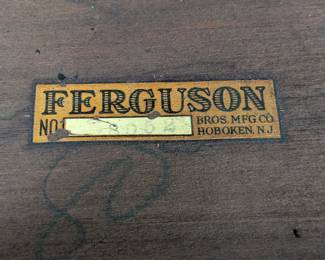 FERGUSON
NO.
BROS. MFG CO.
HOBOKEN, N.J.